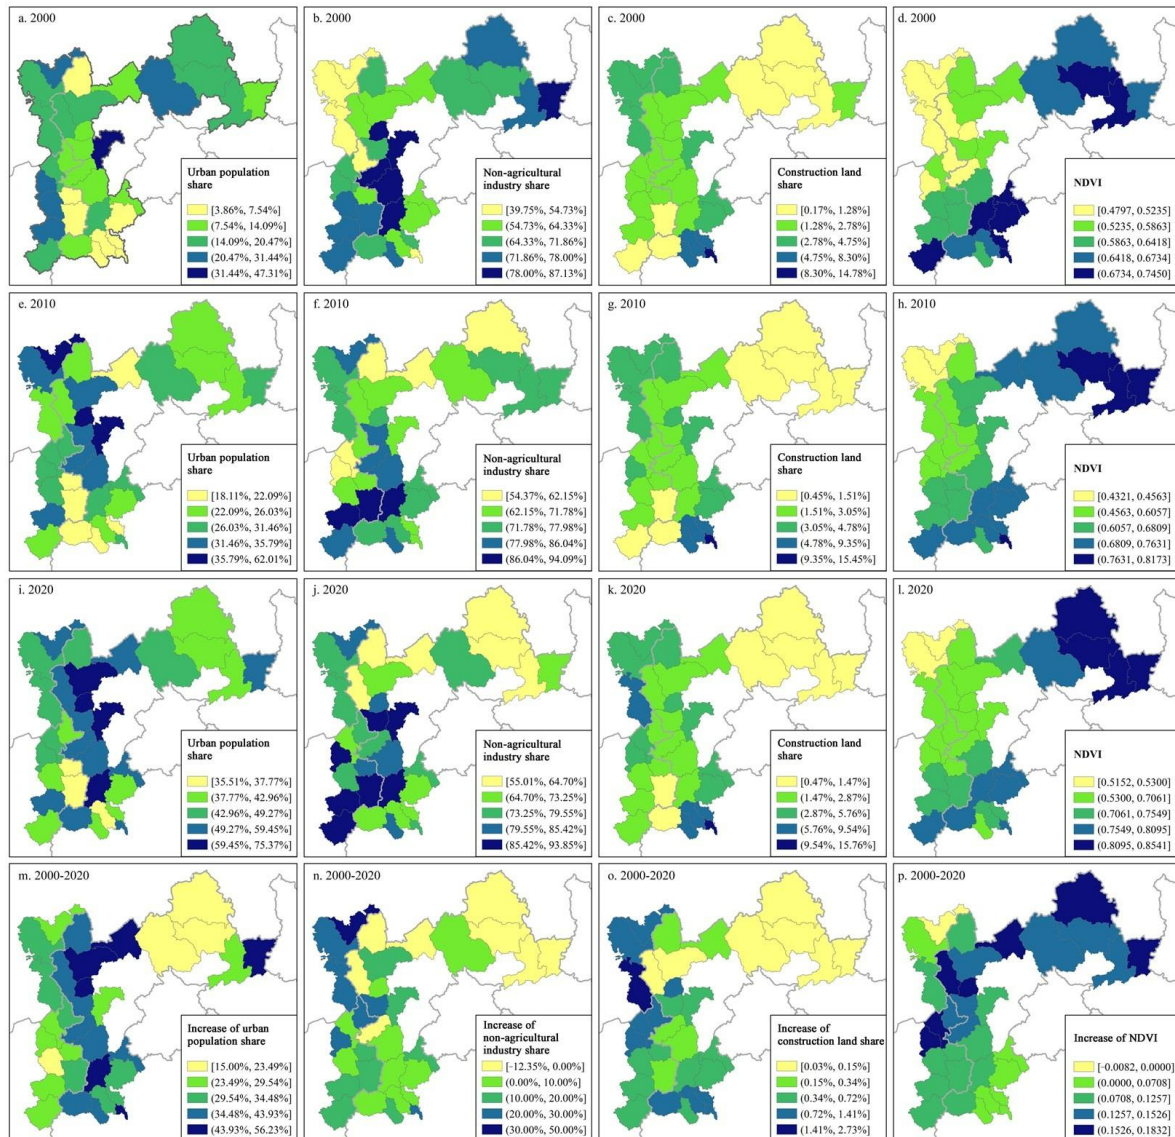 a. 2000
Urban population
share
[3.86%, 7.54%]
(7.54%, 14.09%]
(14.09%, 20.47%]
(20.47%, 31.44%]
(31.44%, 47.31%]
b. 2000
Non-agricultural
industry share
[39.75%, 54.73%]
(54.73%, 64.33%]
(64.33%, 71.86%]
(71.86%, 78.00%]
(78.00%, 87.13%]
c. 2000
Construction land
share
[0.17%, 1.28%]
(1.28%, 2.78%]
(2.78%, 4.75%]
(4.75%, 8.30%]
(8.30%, 14.78%]
d. 2000
NDVI
[0.4797, 0.5235]
(0.5235, 0.5863]
(0.5863, 0.6418]
(0.6418, 0.6734]
(0.6734, 0.7450]
e. 2010
Urban population
share
[18.11%, 22.09%]
(22.09%, 26.03%]
(26.03%, 31.46%]
(31.46%, 35.79%]
(35.79%, 62.01%]
f. 2010
Non-agricultural
industry share
[54.37%, 62.15%]
(62.15%, 71.78%]
(71.78%, 77.98%]
(77.98%, 86.04%]
(86.04%, 94.09%]
g. 2010
Construction land
share
[0.45%, 1.51%]
(1.51%, 3.05%]
(3.05%, 4.78%]
(4.78%, 9.35%]
(9.35%, 15.45%]
h. 2010
NDVI
[0.4321, 0.4563]
(0.4563, 0.6057]
(0.6057, 0.6809]
(0.6809, 0.7631]
(0.7631, 0.8173]
i. 2020
Urban population
share
[35.51%, 37.77%]
(37.77%, 42.96%]
(42.96%, 49.27%]
(49.27%, 59.45%]
(59.45%, 75.37%]
j. 2020
Non-agricultural
industry share
[55.01%, 64.70%]
(64.70%, 73.25%]
(73.25%, 79.55%]
(79.55%, 85.42%]
(85.42%, 93.85%]
k. 2020
Construction land
share
[0.47%, 1.47%]
(1.47%, 2.87%]
(2.87%, 5.76%]
(5.76%, 9.54%]
(9.54%, 15.76%]
l. 2020
NDVI
[0.5152, 0.5300]
(0.5300, 0.7061]
(0.7061, 0.7549]
(0.7549, 0.8095]
(0.8095, 0.8541]
m. 2000-2020
Increase of urban
population share
[15.00%, 23.49%]
(23.49%, 29.54%]
(29.54%, 34.48%]
(34.48%, 43.93%]
(43.93%, 56.23%]
n. 2000-2020
Increase of
non-agricultural
industry share
[−12.35%, 0.00%]
(0.00%, 10.00%]
(10.00%, 20.00%]
(20.00%, 30.00%]
(30.00%, 50.00%]
o. 2000-2020
Increase of
construction land share
[0.03%, 0.15%]
(0.15%, 0.34%]
(0.34%, 0.72%]
(0.72%, 1.41%]
(1.41%, 2.73%]
p. 2000-2020
Increase of NDVI
[-0.0082, 0.0000]
(0.0000, 0.0708]
(0.0708, 0.1257]
(0.1257, 0.1526]
(0.1526, 0.1832]